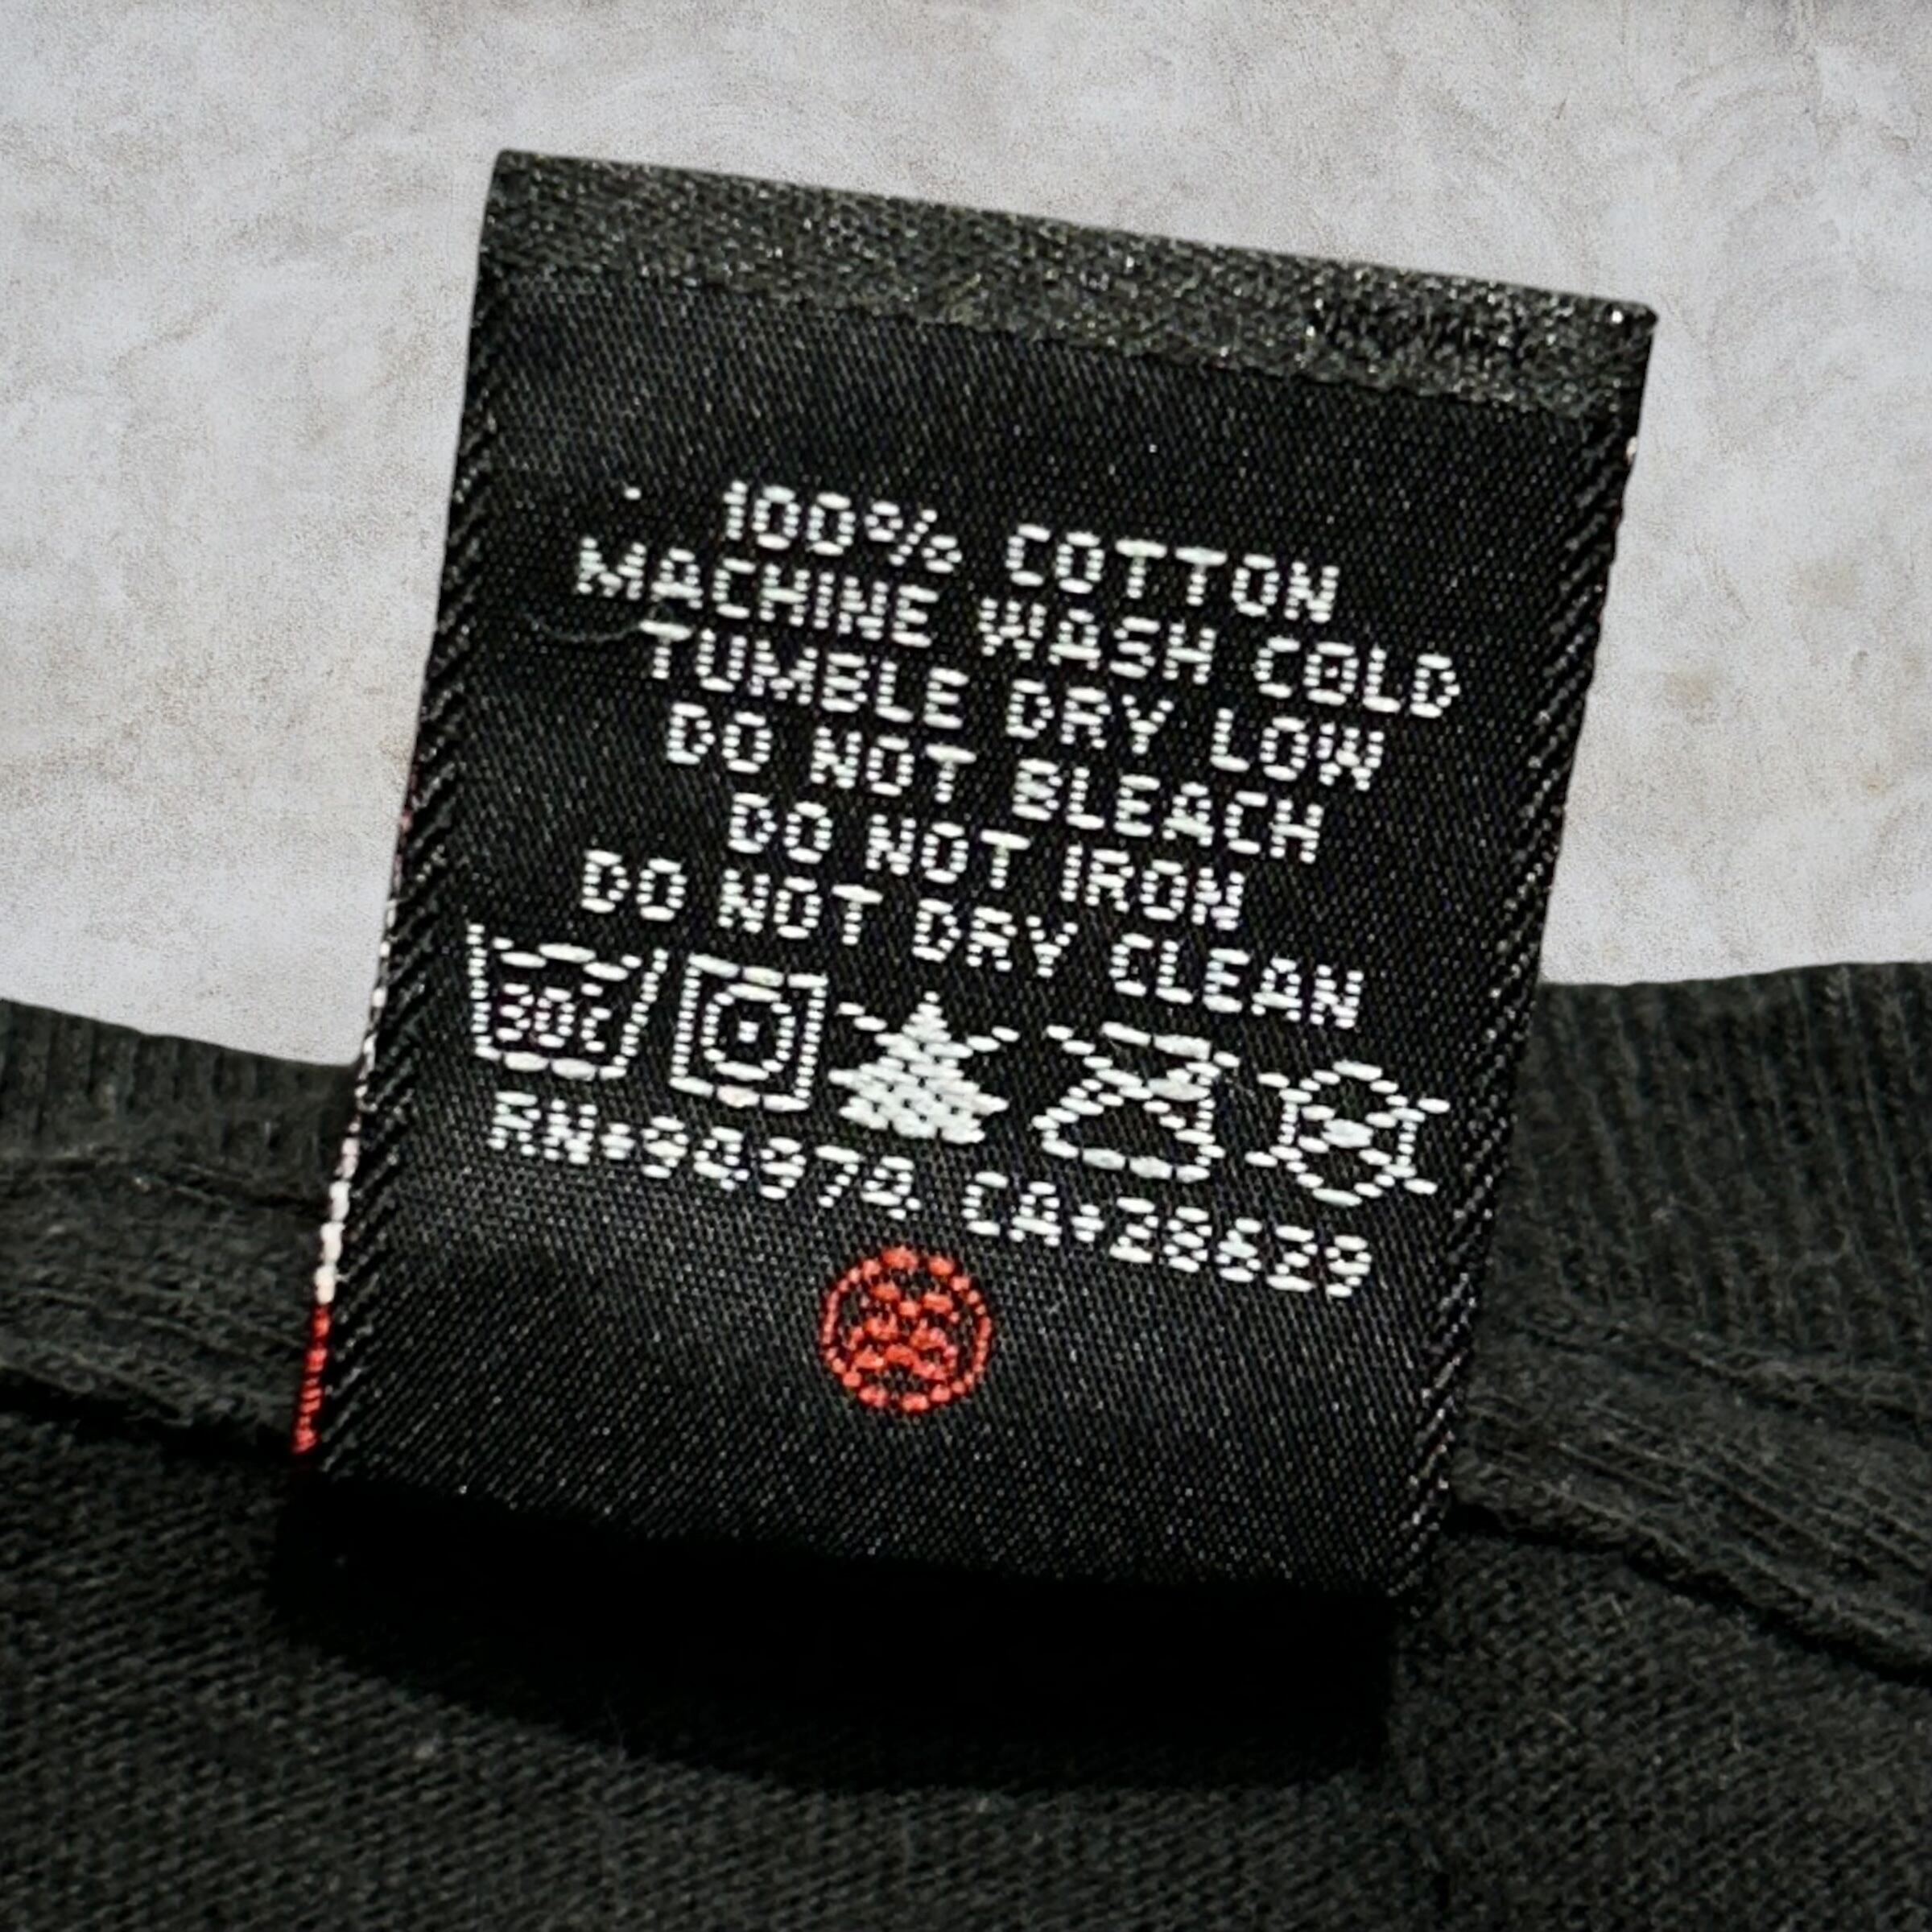 100% COTTON
MACHINE WASH COLD
TUMBLE DRY LOW
DO NOT BLEACH
DO NOT IRON
DO NOT DRY CLEAN
30C
RN•94974 CA•28629